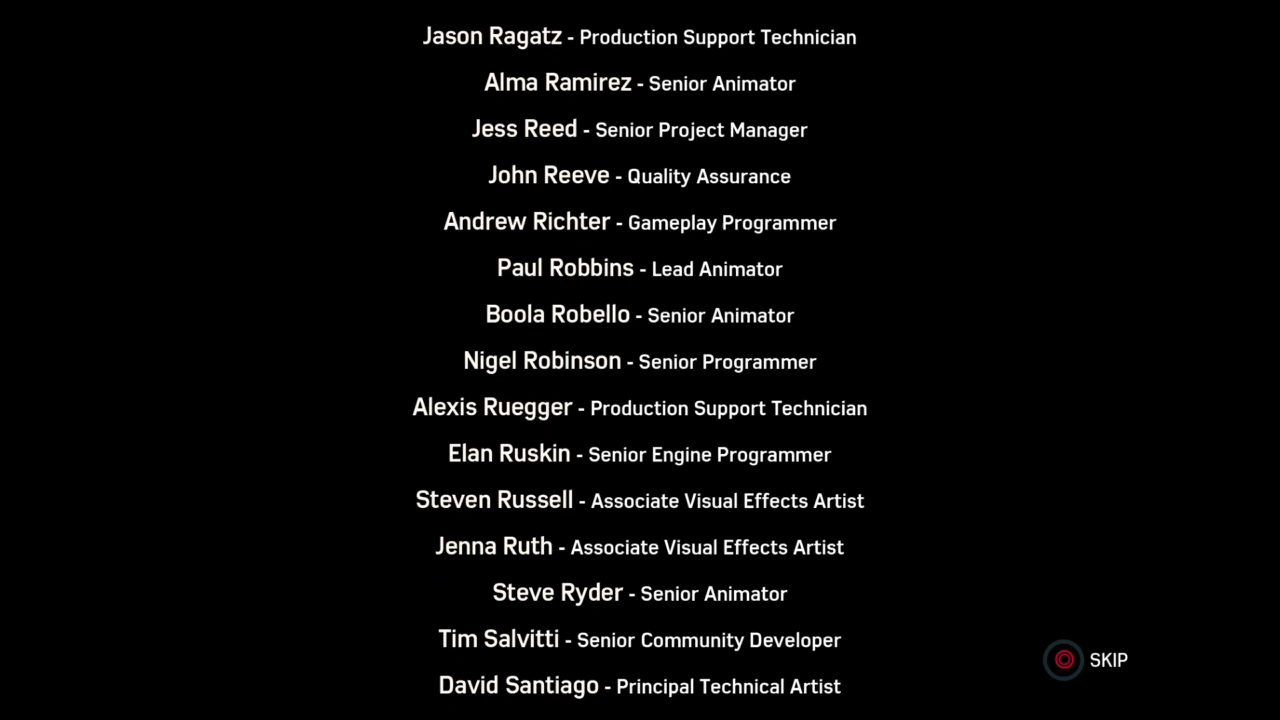 Jason Ragatz - Production Support Technician
Alma Ramirez - Senior Animator
Jess Reed - Senior Project Manager
John Reeve - Quality Assurance
Andrew Richter - Gameplay Programmer
Paul Robbins - Lead Animator
Boola Robello - Senior Animator
Nigel Robinson - Senior Programmer
Alexis Ruegger - Production Support Technician
Elan Ruskin - Senior Engine Programmer
Steven Russell - Associate Visual Effects Artist
Jenna Ruth - Associate Visual Effects Artist
Steve Ryder - Senior Animator
Tim Salvitti - Senior Community Developer
SKIP
David Santiago - Principal Technical Artist